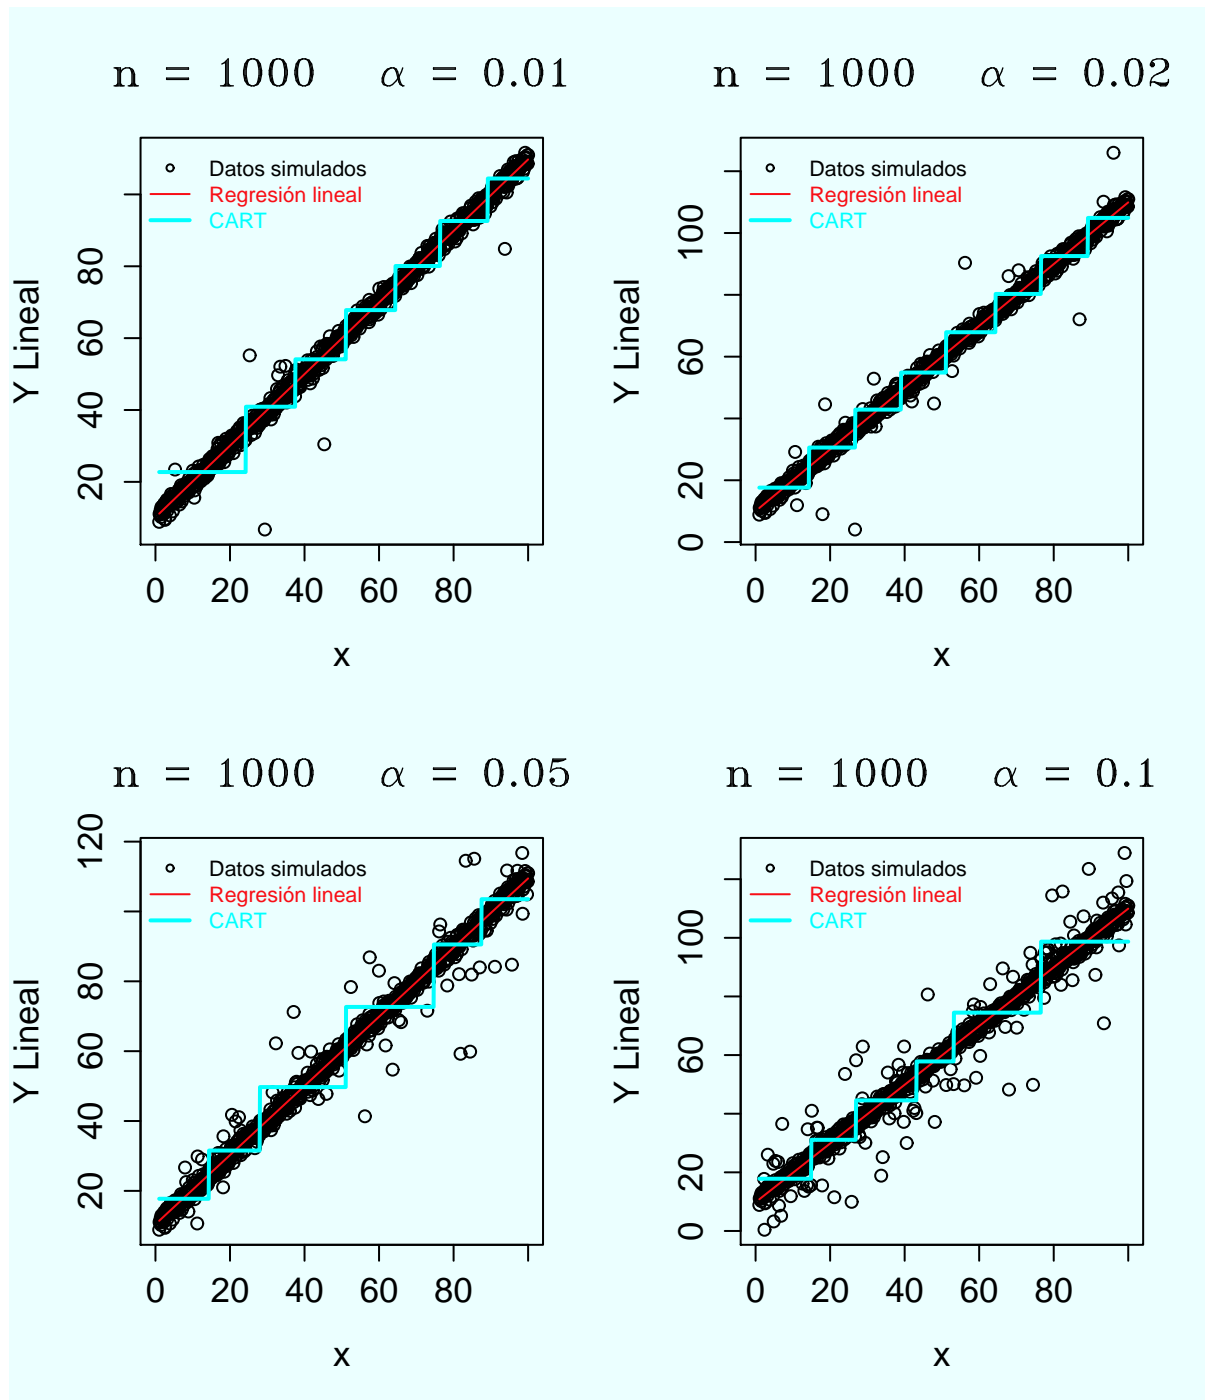 n = 1000 α = 0.01
Datos simulados
Regresión lineal
CART
Y Lineal
20 40 60 80
0 20 40 60 80
x
n = 1000 α = 0.02
Datos simulados
Regresión lineal
CART
Y Lineal
0 20 60 100
0 20 40 60 80
x
n = 1000 α = 0.05
Datos simulados
Regresión lineal
CART
Y Lineal
20 40 60 80 120
0 20 40 60 80
x
n = 1000 α = 0.1
Datos simulados
Regresión lineal
CART
Y Lineal
0 20 60 100
0 20 40 60 80
x